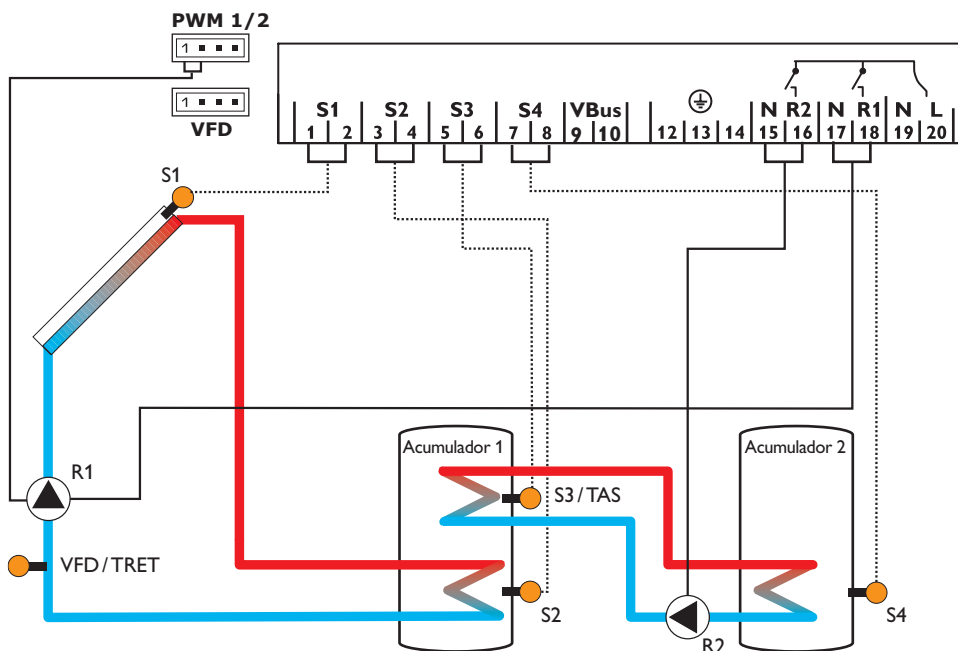 PWM 1/2
1
1
VFD
S1 S2 S3 S4 VBus N R2 N R1 N L
1 2 3 4 5 6 7 8 9 10 12 13 14 15 16 17 18 19 20
S1
Acumulador 1
Acumulador 2
R1
S3 / TAS
VFD / TRET
S2
R2
S4